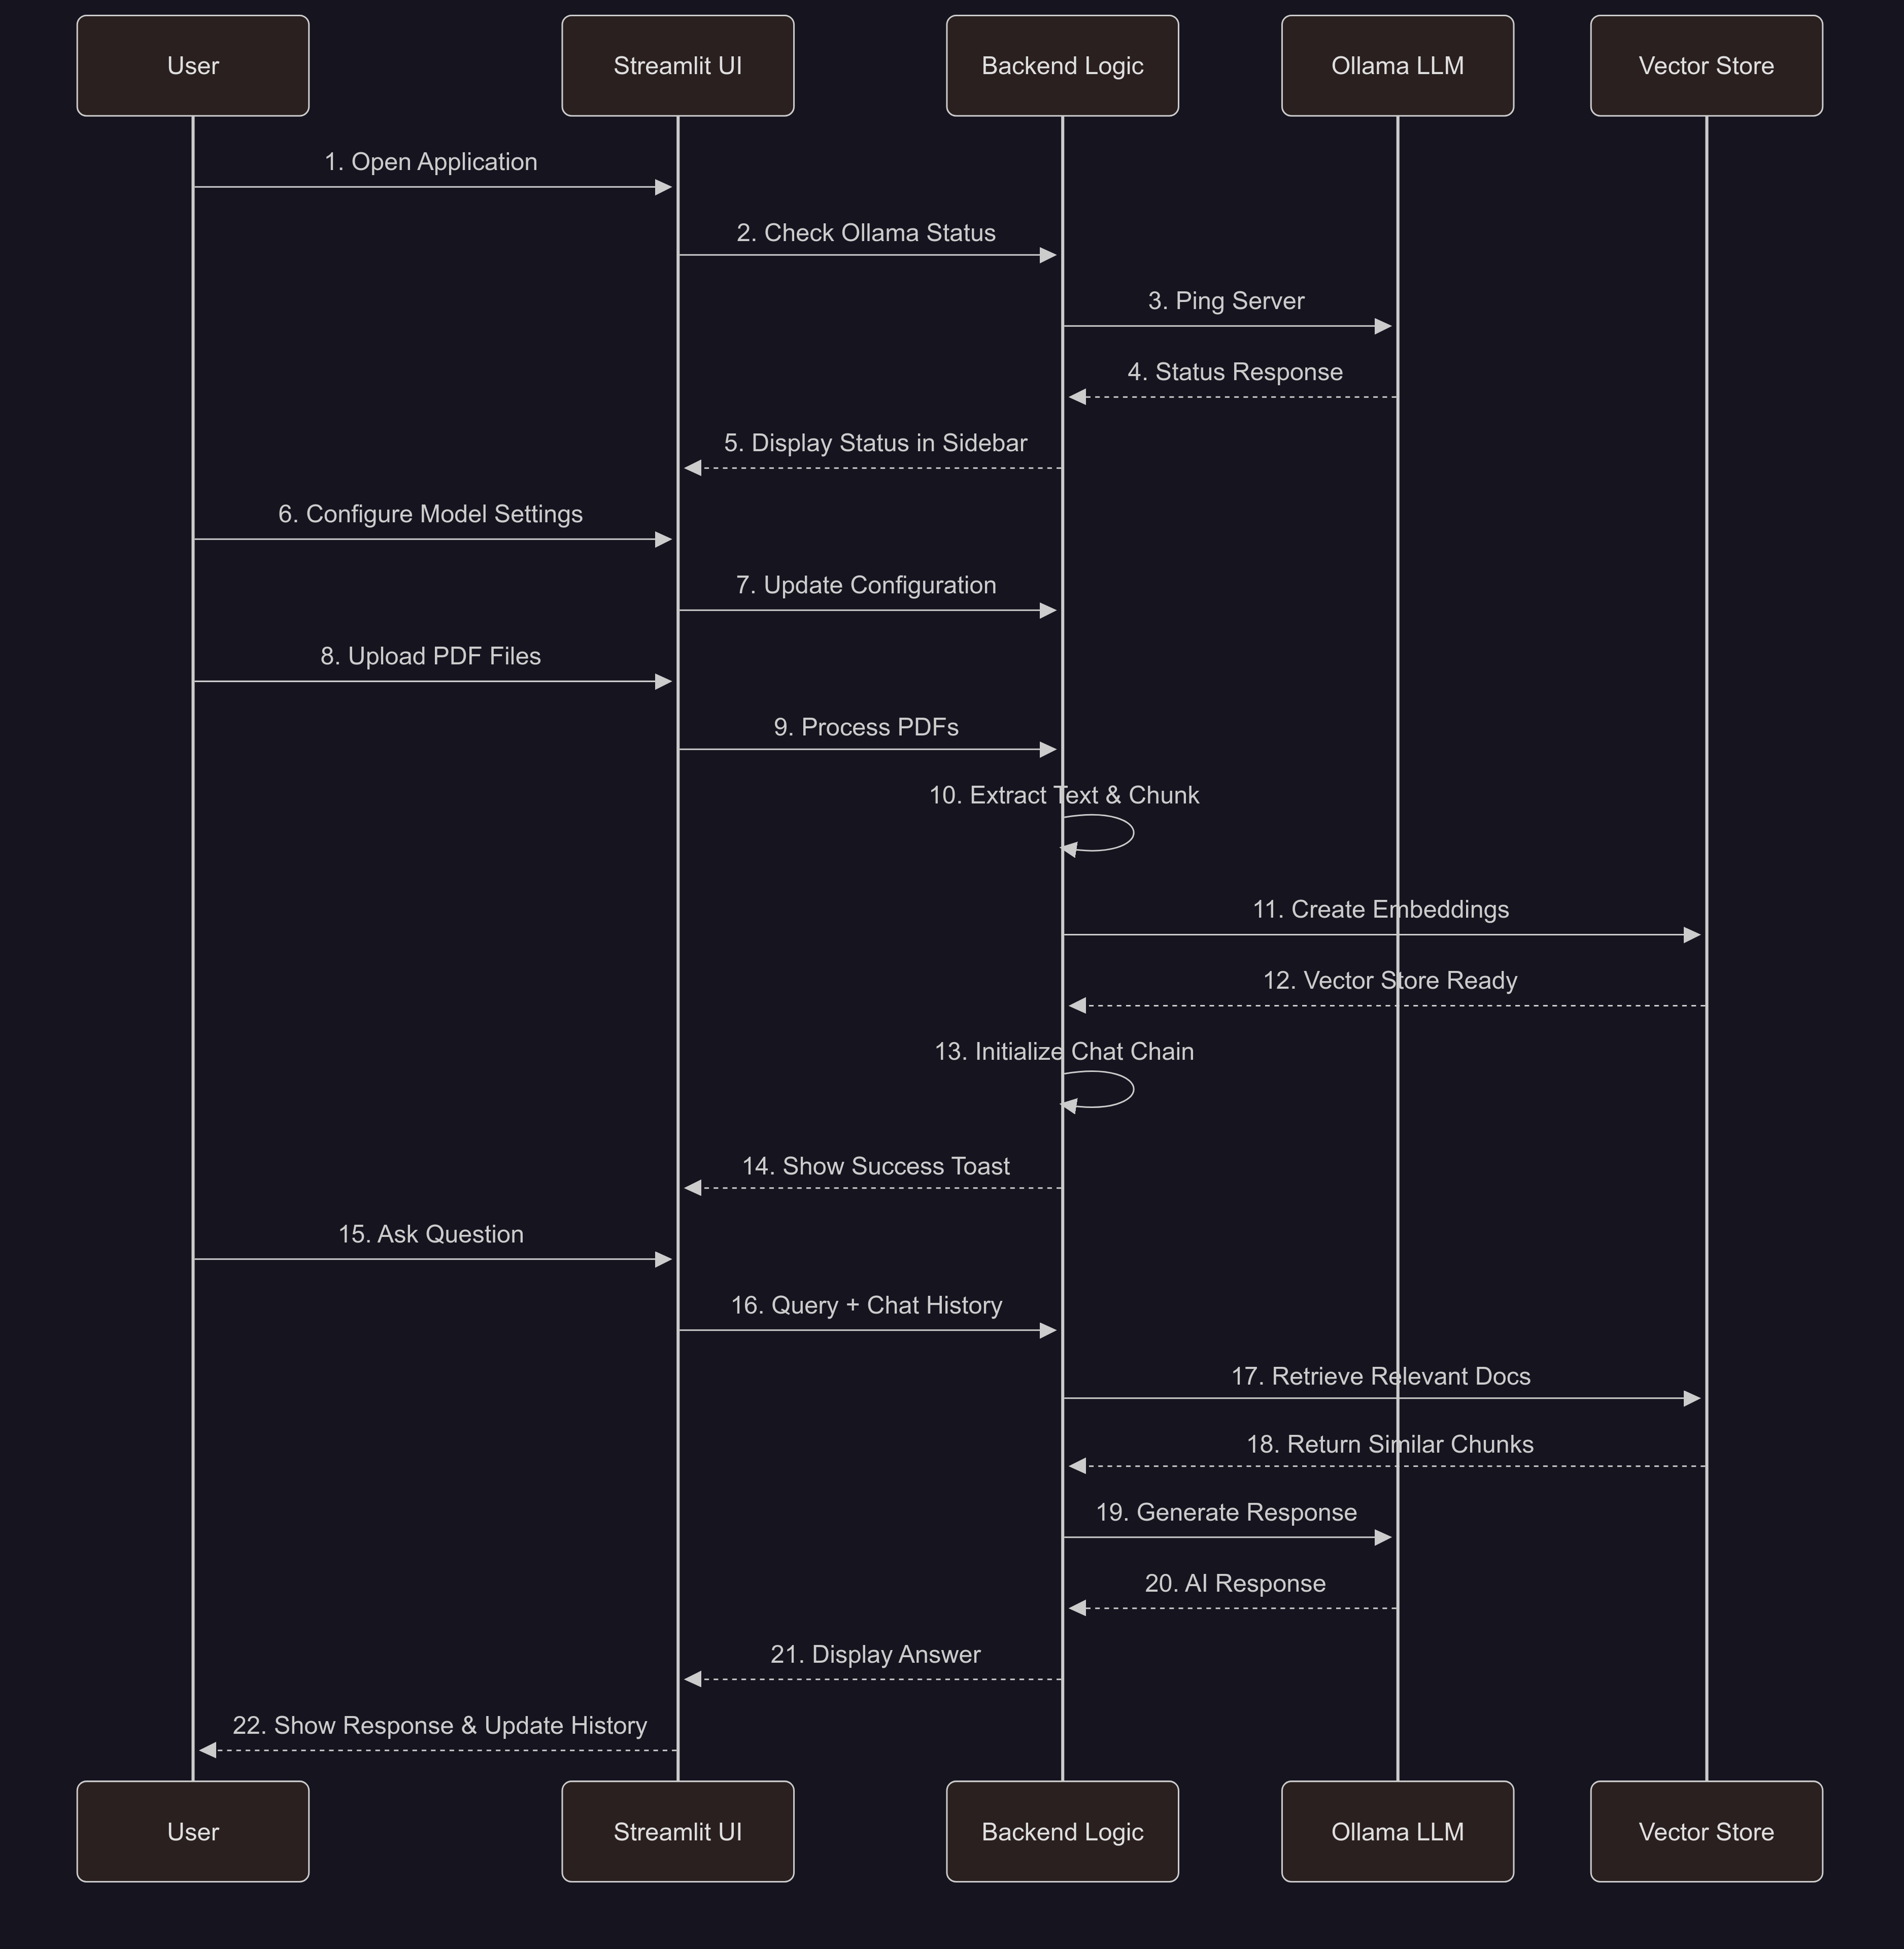 User
Streamlit UI
Backend Logic
Ollama LLM
Vector Store
1. Open Application
2. Check Ollama Status
3. Ping Server
4. Status Response
5. Display Status in Sidebar
6. Configure Model Settings
7. Update Configuration
8. Upload PDF Files
9. Process PDFs
10. Extract Text & Chunk
11. Create Embeddings
12. Vector Store Ready
13. Initialize Chat Chain
14. Show Success Toast
15. Ask Question
16. Query + Chat History
17. Retrieve Relevant Docs
18. Return Similar Chunks
19. Generate Response
20. AI Response
21. Display Answer
22. Show Response & Update History
User
Streamlit UI
Backend Logic
Ollama LLM
Vector Store